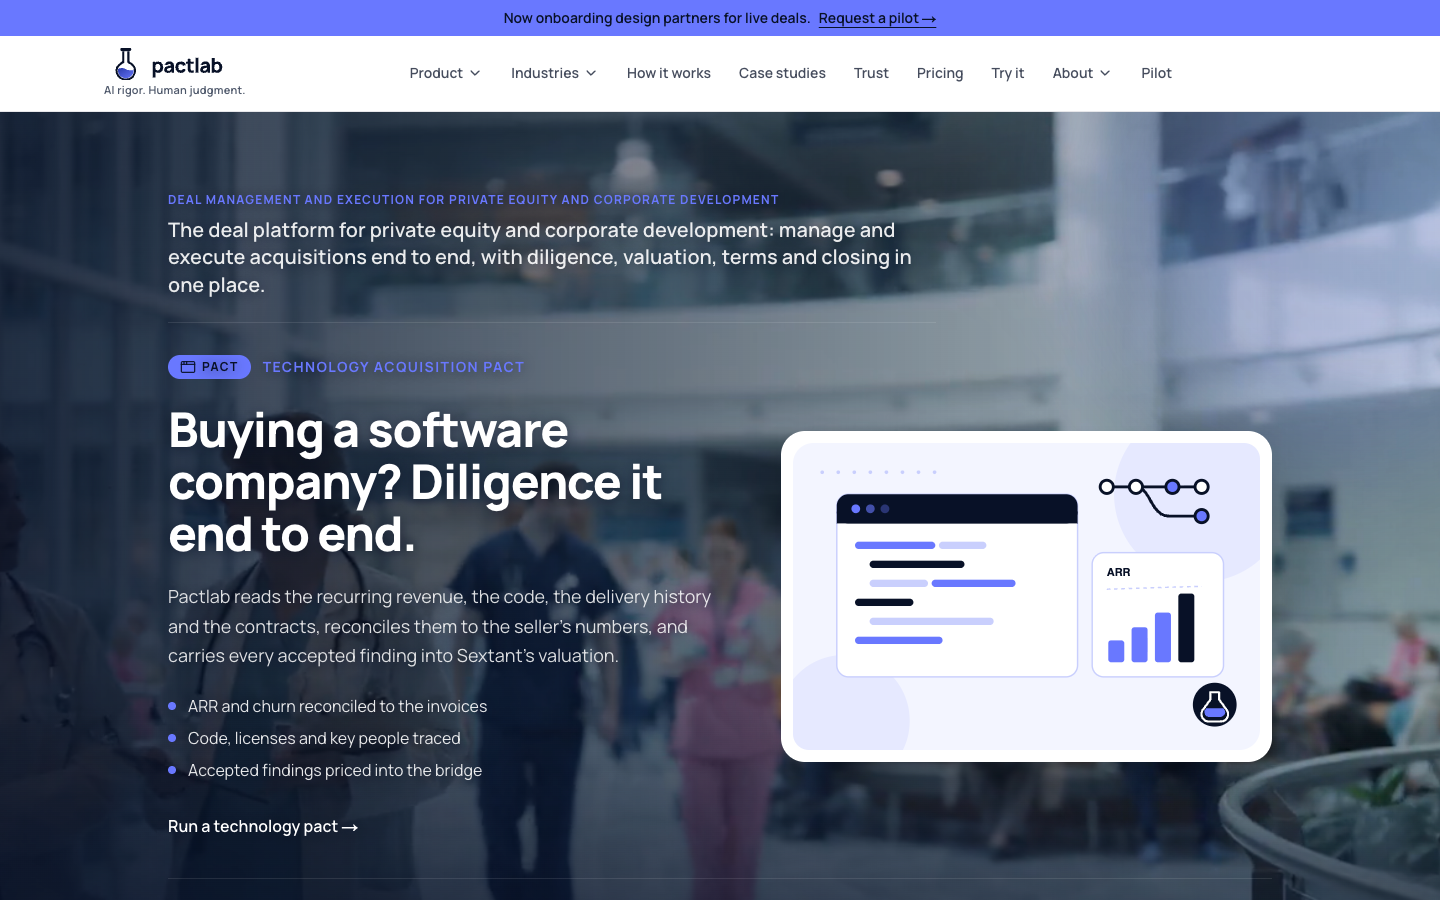 Now onboarding design partners for live deals. Request a pilot →
pactlab
AI rigor. Human judgment.
Product
Industries
How it works
Case studies
Trust
Pricing
Try it
About
Pilot
DEAL MANAGEMENT AND EXECUTION FOR PRIVATE EQUITY AND CORPORATE DEVELOPMENT
The deal platform for private equity and corporate development: manage and
execute acquisitions end to end, with diligence, valuation, terms and closing in
one place.
PACT TECHNOLOGY ACQUISITION PACT
Buying a software
company? Diligence it
end to end.
Pactlab reads the recurring revenue, the code, the delivery history
and the contracts, reconciles them to the seller's numbers, and
carries every accepted finding into Sextant's valuation.
ARR and churn reconciled to the invoices
Code, licenses and key people traced
Accepted findings priced into the bridge
Run a technology pact →
ARR